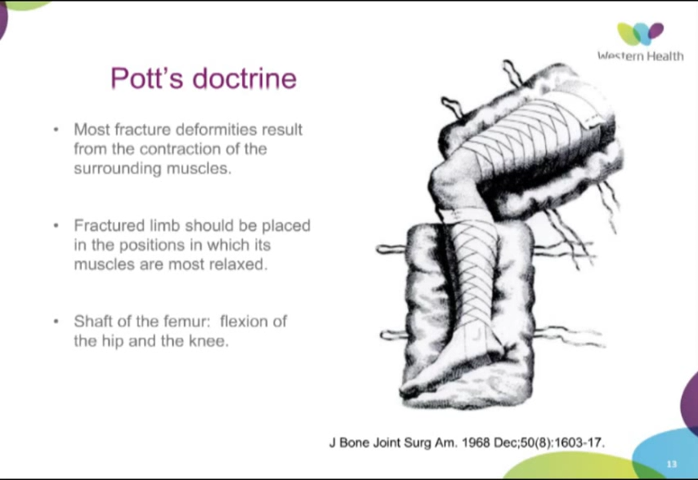 Western Health
Pott's doctrine
• Most fracture deformities result
from the contraction of the
surrounding muscles.
• Fractured limb should be placed
in the positions in which its
muscles are most relaxed.
• Shaft of the femur: flexion of
the hip and the knee.
J Bone Joint Surg Am. 1968 Dec;50(8):1603-17.
13